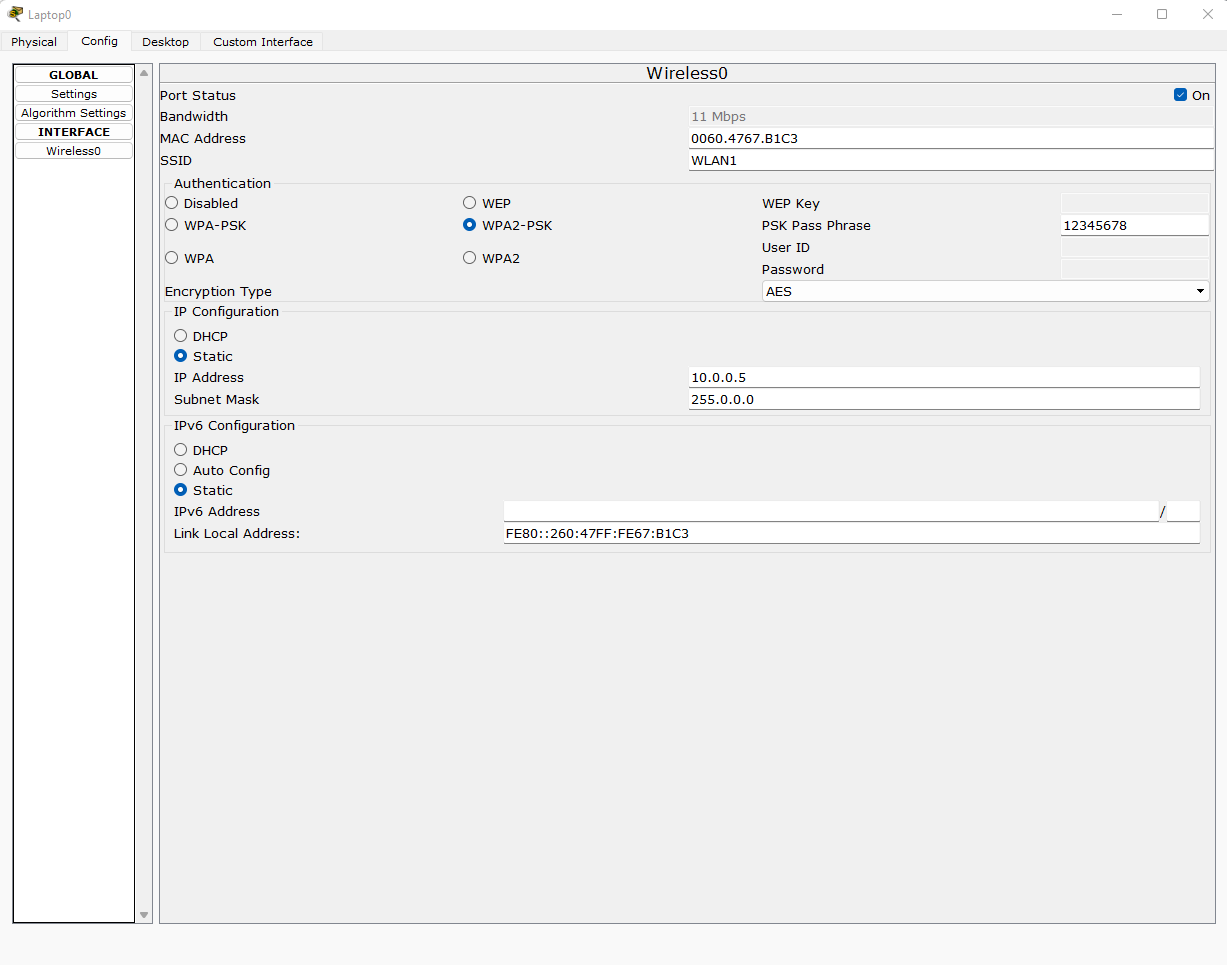 Laptop0
Physical Config Desktop Custom Interface
GLOBAL
Settings
Algorithm Settings
INTERFACE
Wireless0
Wireless0
Port Status On
Bandwidth 11 Mbps
MAC Address 0060.4767.B1C3
SSID WLAN1
Authentication
Disabled WEP WEP Key
WPA-PSK WPA2-PSK PSK Pass Phrase 12345678
User ID
WPA WPA2
Password
Encryption Type AES
IP Configuration
DHCP
Static
IP Address 10.0.0.5
Subnet Mask 255.0.0.0
IPv6 Configuration
DHCP
Auto Config
Static
IPv6 Address /
Link Local Address: FE80::260:47FF:FE67:B1C3